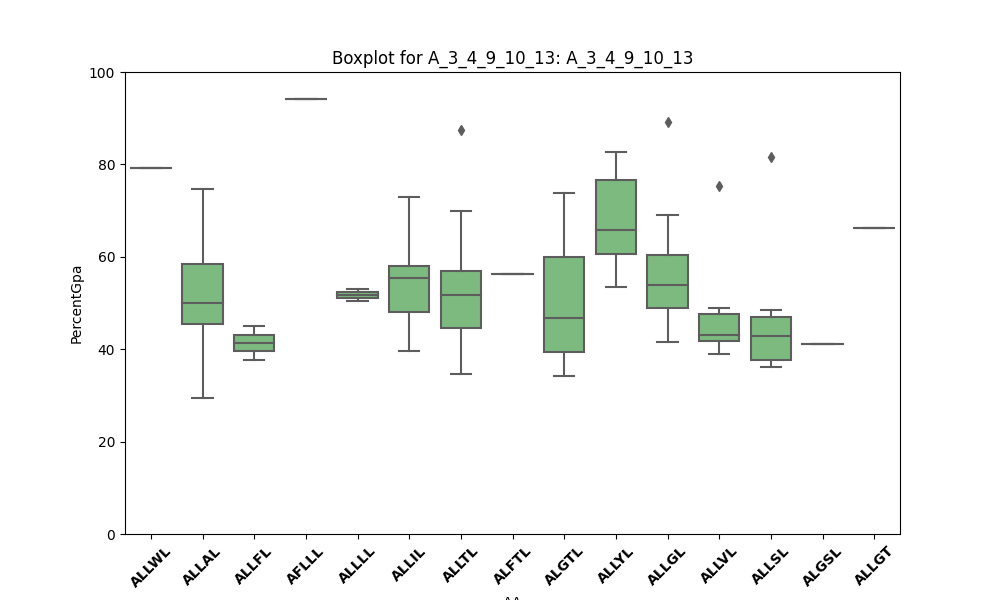 Boxplot for A_3_4_9_10_13: A_3_4_9_10_13
100
80
60
40
20
0
PercentGpa
ALLWL ALLAL ALLFL AFLLL ALLLL ALLIL ALLTL ALFTL ALGTL ALLYL ALLGL ALLVL ALLSL ALGSL ALLGT